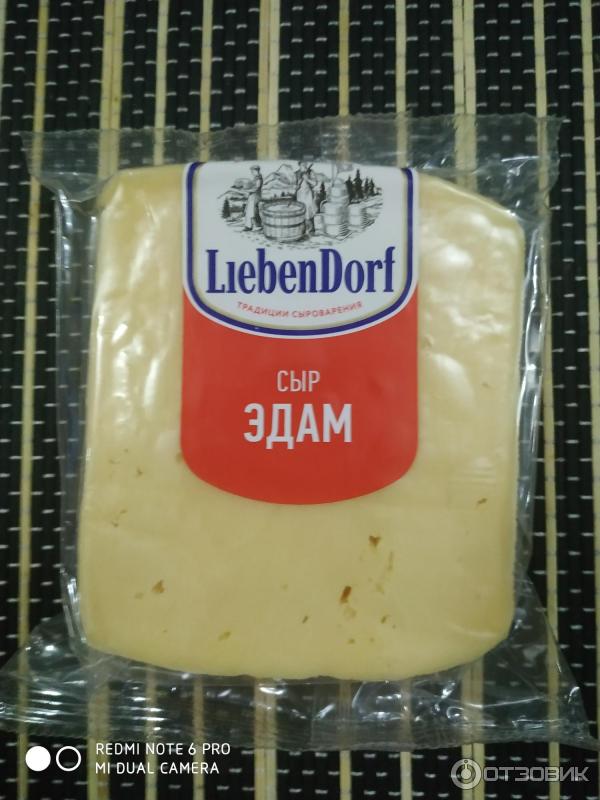 LiebenDorf
ТРАДИЦИИ СЫРОВАРЕНИЯ
СЫР
ЭДАМ
REDMI NOTE 6 PRO
MI DUAL CAMERA
ОТЗОВИК